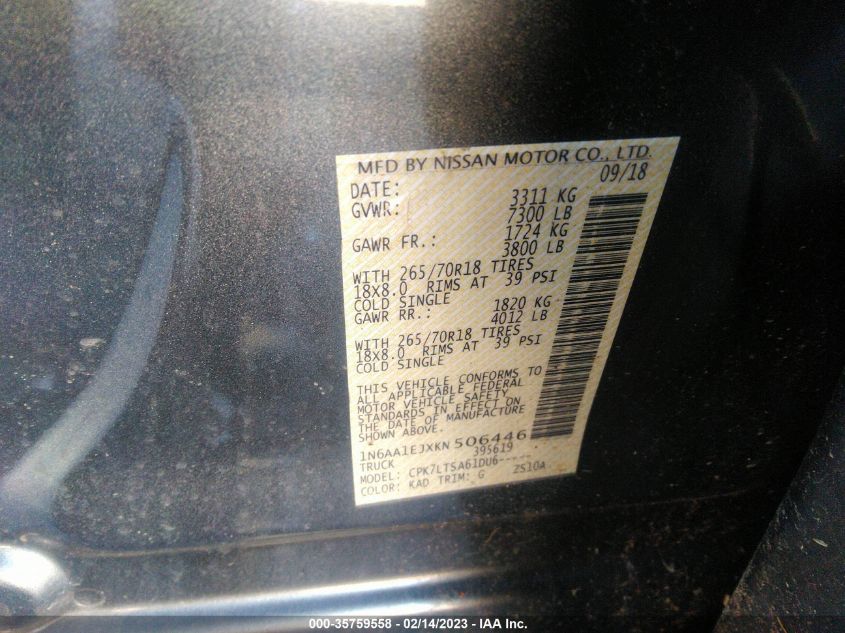 MFD BY NISSAN MOTOR CO., LTD.
DATE: 09/18
GVWR: 3311 KG
7300 LB
GAWR FR.: 1724 KG
3800 LB
WITH 265/70R18 TIRES
18X8.0 RIMS AT 39 PSI
COLD SINGLE
GAWR RR.: 1820 KG
4012 LB
WITH 265/70R18 TIRES
18X8.0 RIMS AT 39 PSI
COLD SINGLE
THIS VEHICLE CONFORMS TO
ALL APPLICABLE FEDERAL
MOTOR VEHICLE SAFETY
STANDARDS IN EFFECT ON
THE DATE OF MANUFACTURE
SHOWN ABOVE.
1N6AA1EJXKN506446
TRUCK 395619
MODEL: CPK7LTSA61DU6-----
COLOR: KAD TRIM: G ZS10A
000-35759558 - 02/14/2023 - IAA Inc.